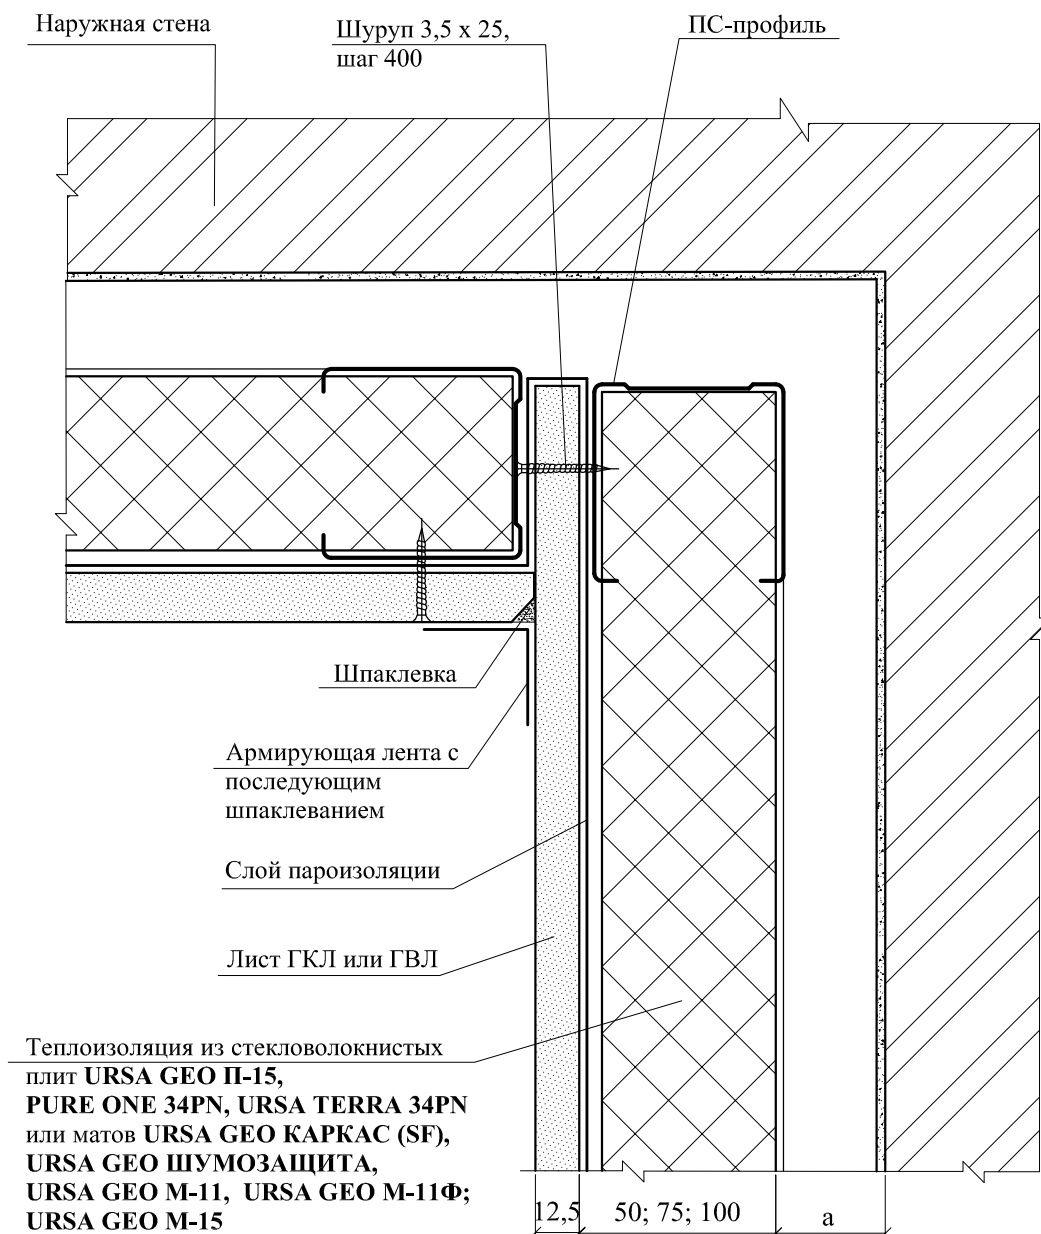 Наружная стена
Шуруп 3,5 х 25,
шаг 400
ПС-профиль
Шпаклевка
Армирующая лента с
последующим
шпаклеванием
Слой пароизоляции
Лист ГКЛ или ГВЛ
Теплоизоляция из стекловолокнистых
плит URSA GEO П-15,
PURE ONE 34PN, URSA TERRA 34PN
или матов URSA GEO КАРКАС (SF),
URSA GEO ШУМОЗАЩИТА,
URSA GEO М-11, URSA GEO М-11Ф;
URSA GEO М-15
12,5
50; 75; 100
а